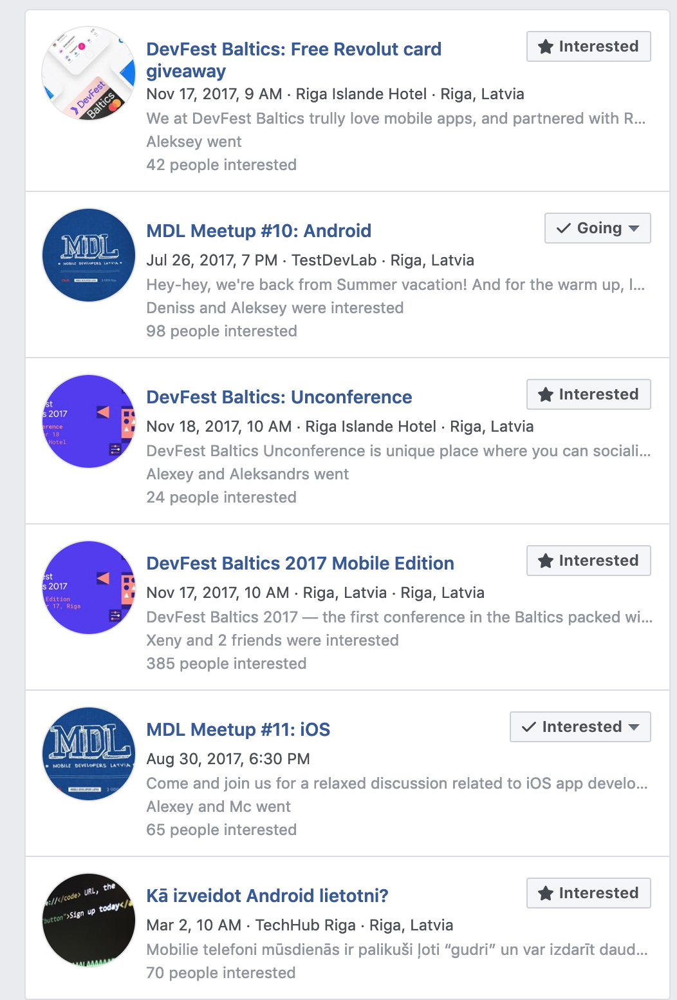 DevFest Baltics: Free Revolut card
giveaway
Interested
Nov 17, 2017, 9 AM · Riga Islande Hotel · Riga, Latvia
We at DevFest Baltics trully love mobile apps, and partnered with R...
Aleksey went
42 people interested
DevFest
Baltics
MDL Meetup #10: Android
Going
Jul 26, 2017, 7 PM · TestDevLab · Riga, Latvia
Hey-hey, we're back from Summer vacation! And for the warm up, l...
Deniss and Aleksey were interested
98 people interested
MDL
MOBILE DEVELOPERS LATVIA
DevFest Baltics: Unconference
Interested
Nov 18, 2017, 10 AM · Riga Islande Hotel · Riga, Latvia
DevFest Baltics Unconference is unique place where you can sociali...
Alexey and Aleksandrs went
24 people interested
st
s 2017
erence
r 18
Hotel
DevFest Baltics 2017 Mobile Edition
Interested
Nov 17, 2017, 10 AM · Riga, Latvia · Riga, Latvia
DevFest Baltics 2017 — the first conference in the Baltics packed wi...
Xeny and 2 friends were interested
385 people interested
st
s 2017
Edition
r 17, Riga
MDL Meetup #11: iOS
Interested
Aug 30, 2017, 6:30 PM
Come and join us for a relaxed discussion related to iOS app develo...
Alexey and Mc went
65 people interested
MDL
MOBILE DEVELOPERS LATVIA
Kā izveidot Android lietotni?
Interested
Mar 2, 10 AM · TechHub Riga · Riga, Latvia
Mobilie telefoni mūsdienās ir palikuši ļoti “gudri” un var izdarīt daud...
70 people interested
e://</code> URL, the
"button">Sign up today</